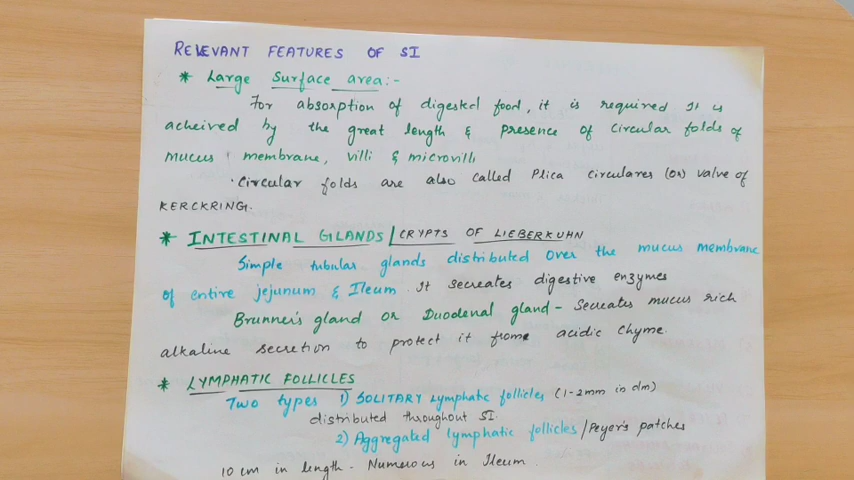 RELEVANT FEATURES OF SI
* Large Surface area:-
For absorption of digested food, it is required It is
acheived by the great length & presence of Circular folds of
mucus membrane, villi & microvilli
Circular folds are also called Plica circulares (or) valve of
KERCKRING.
* INTESTINAL GLANDS/CRYPTS OF LIEBERKUHN
Simple tubular glands distributed over the mucus membrane
of entire jejunum & Ileum. It secreates digestive enzymes
Brunner's gland or Duodenal gland - Secreates mucus rich
alkaline secretion to protect it from acidic chyme.
* LYMPHATIC FOLLICLES
Two types 1) SOLITARY Lymphatic follicles (1-2mm in dm)
distributed throughout SI.
2) Aggregated lymphatic follicles/Peyer's patches
10 cm in length - Numerous in Ileum.